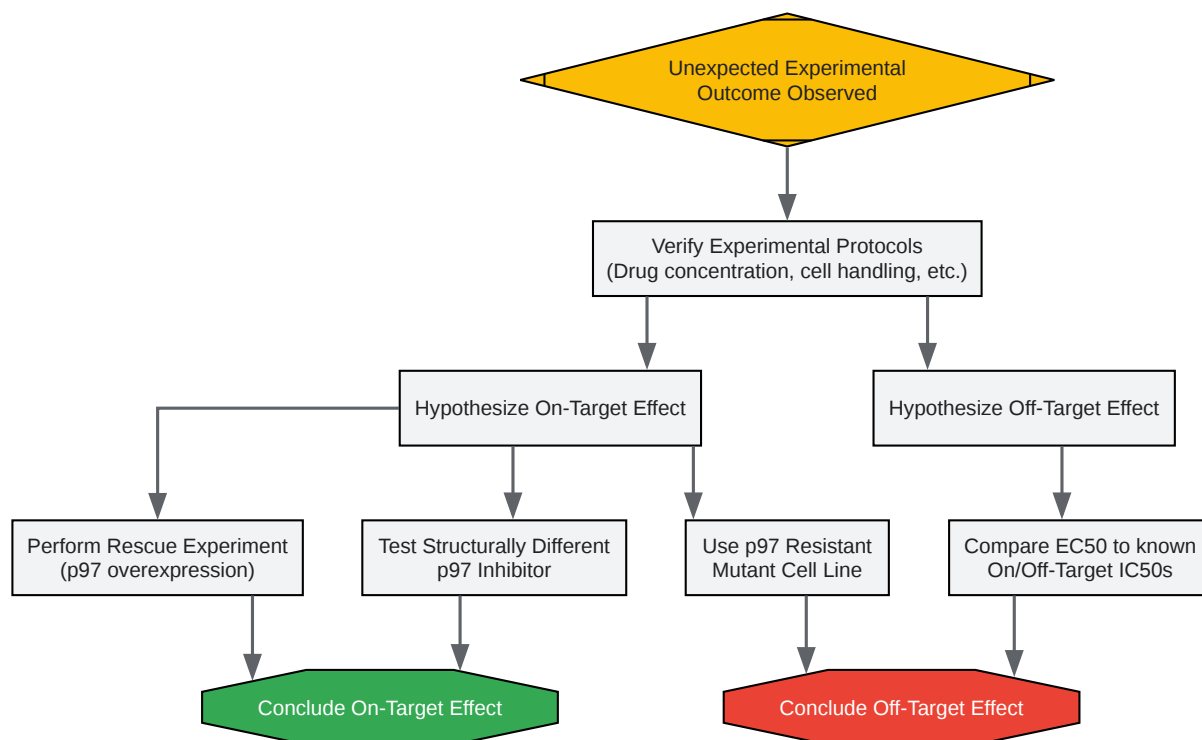 Unexpected Experimental
Outcome Observed
Verify Experimental Protocols
(Drug concentration, cell handling, etc.)
Hypothesize On-Target Effect
Hypothesize Off-Target Effect
Perform Rescue Experiment
(p97 overexpression)
Test Structurally Different
p97 Inhibitor
Use p97 Resistant
Mutant Cell Line
Compare EC50 to known
On/Off-Target IC50s
Conclude On-Target Effect
Conclude Off-Target Effect